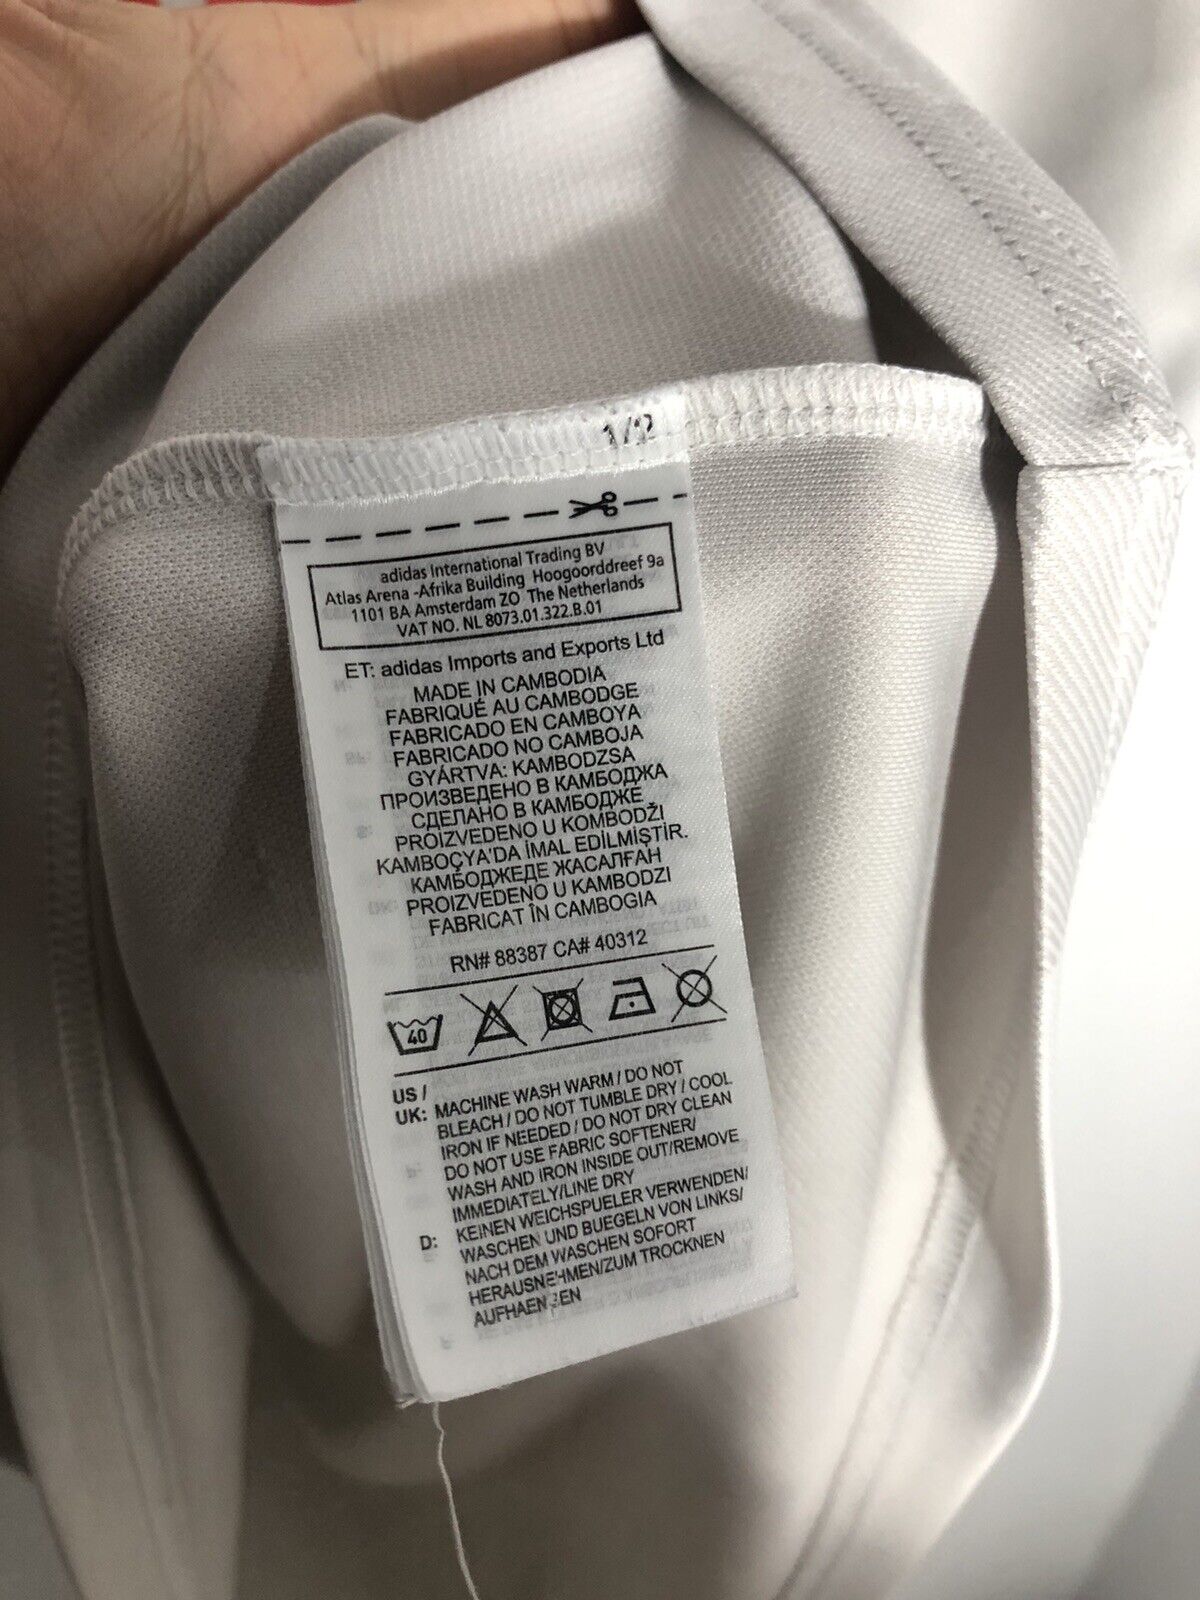 1/2
adidas International Trading BV
Atlas Arena -Afrika Building Hoogoorddreef 9a
1101 BA Amsterdam ZO The Netherlands
VAT NO. NL 8073.01.322.B.01
ET: adidas Imports and Exports Ltd
MADE IN CAMBODIA
FABRIQUÉ AU CAMBODGE
FABRICADO EN CAMBOYA
FABRICADO NO CAMBOJA
GYÁRTVA: KAMBODZSA
ПРОИЗВЕДЕНО В КАМБОДЖА
СДЕЛАНО В КАМБОДЖЕ
PROIZVEDENO U KOMBODŽI
KAMBOÇYA'DA İMAL EDİLMİŞTİR.
КАМБОДЖЕДЕ ЖАСАЛҒАН
PROIZVEDENO U KAMBODZI
FABRICAT ÎN CAMBOGIA
RN# 88387 CA# 40312
40
US /
UK: MACHINE WASH WARM / DO NOT
BLEACH / DO NOT TUMBLE DRY / COOL
IRON IF NEEDED / DO NOT DRY CLEAN
DO NOT USE FABRIC SOFTENER/
WASH AND IRON INSIDE OUT/REMOVE
IMMEDIATELY/LINE DRY
D: KEINEN WEICHSPUELER VERWENDEN/
WASCHEN UND BUEGELN VON LINKS/
NACH DEM WASCHEN SOFORT
HERAUSNEHMEN/ZUM TROCKNEN
AUFHAENGEN